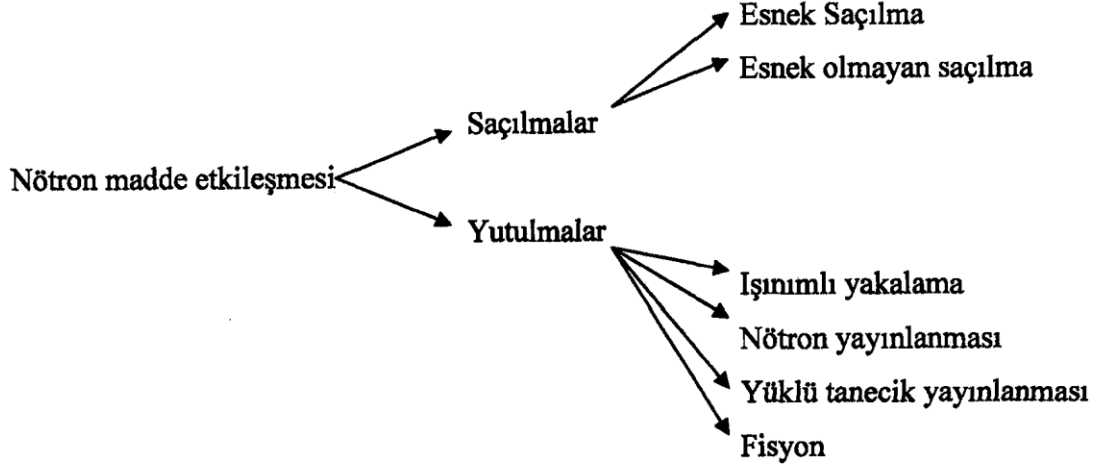 Esnek Saçılma
Esnek olmayan saçılma
Saçılmalar
Nötron madde etkileşmesi
Yutulmalar
Işınımlı yakalama
Nötron yayınlanması
Yüklü tanecik yayınlanması
Fisyon